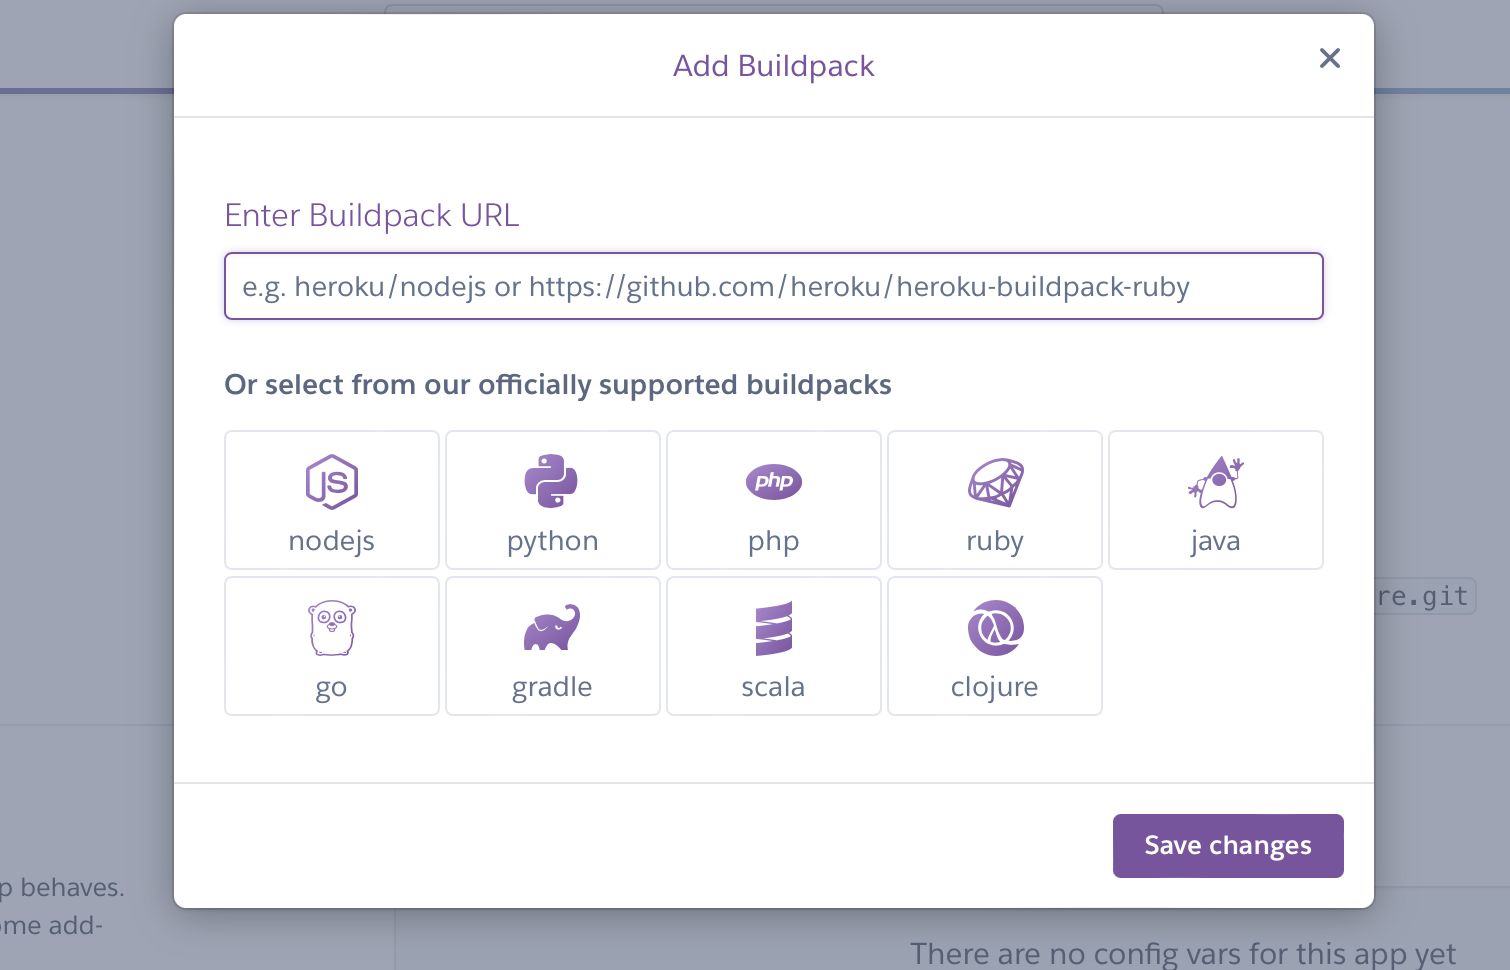 Add Buildpack
Enter Buildpack URL
e.g. heroku/nodejs or https://github.com/heroku/heroku-buildpack-ruby
Or select from our officially supported buildpacks
JS
php
nodejs
python
php
ruby
java
re.git
go
gradle
scala
clojure
Save changes
p behaves.
ome add-
There are no config vars for this app yet